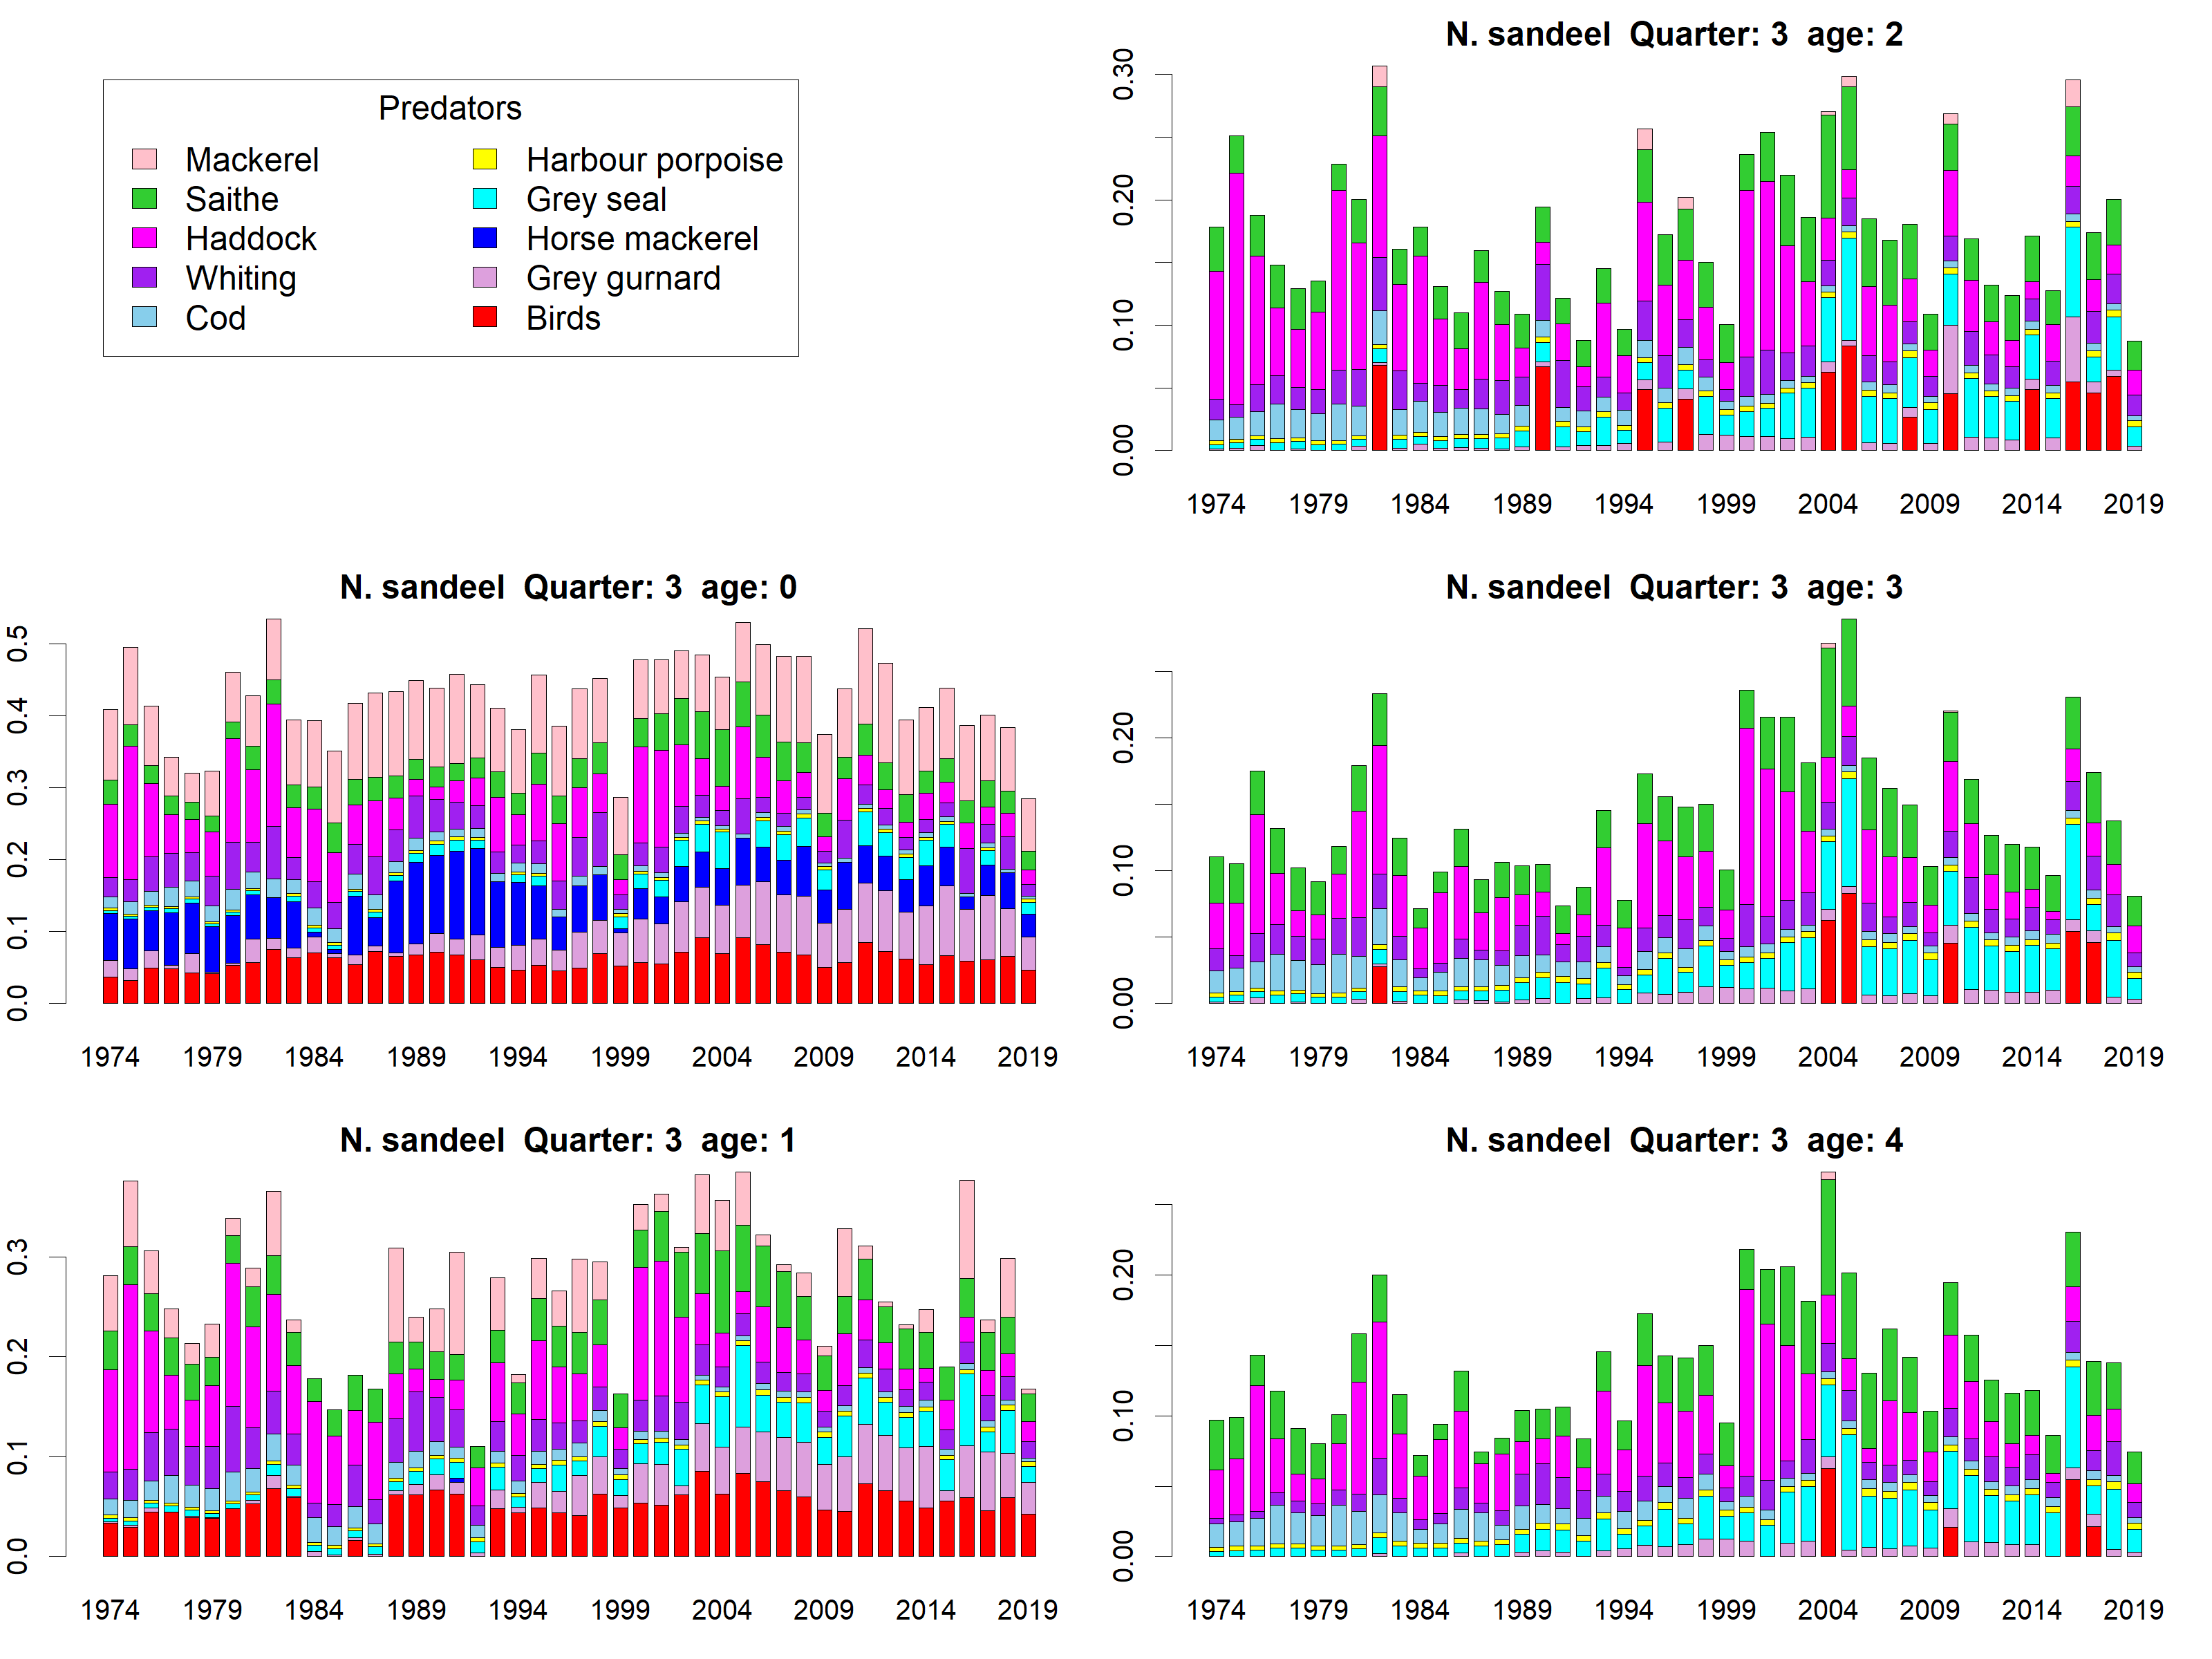 Predators
Mackerel
Saithe
Haddock
Whiting
Cod
Harbour porpoise
Grey seal
Horse mackerel
Grey gurnard
Birds
N. sandeel Quarter: 3 age: 2
0.30
0.20
0.10
0.00
1974 1979 1984 1989 1994 1999 2004 2009 2014 2019
N. sandeel Quarter: 3 age: 0
0.5
0.4
0.3
0.2
0.1
0.0
1974 1979 1984 1989 1994 1999 2004 2009 2014 2019
N. sandeel Quarter: 3 age: 3
0.20
0.10
0.00
1974 1979 1984 1989 1994 1999 2004 2009 2014 2019
N. sandeel Quarter: 3 age: 1
0.3
0.2
0.1
0.0
1974 1979 1984 1989 1994 1999 2004 2009 2014 2019
N. sandeel Quarter: 3 age: 4
0.20
0.10
0.00
1974 1979 1984 1989 1994 1999 2004 2009 2014 2019